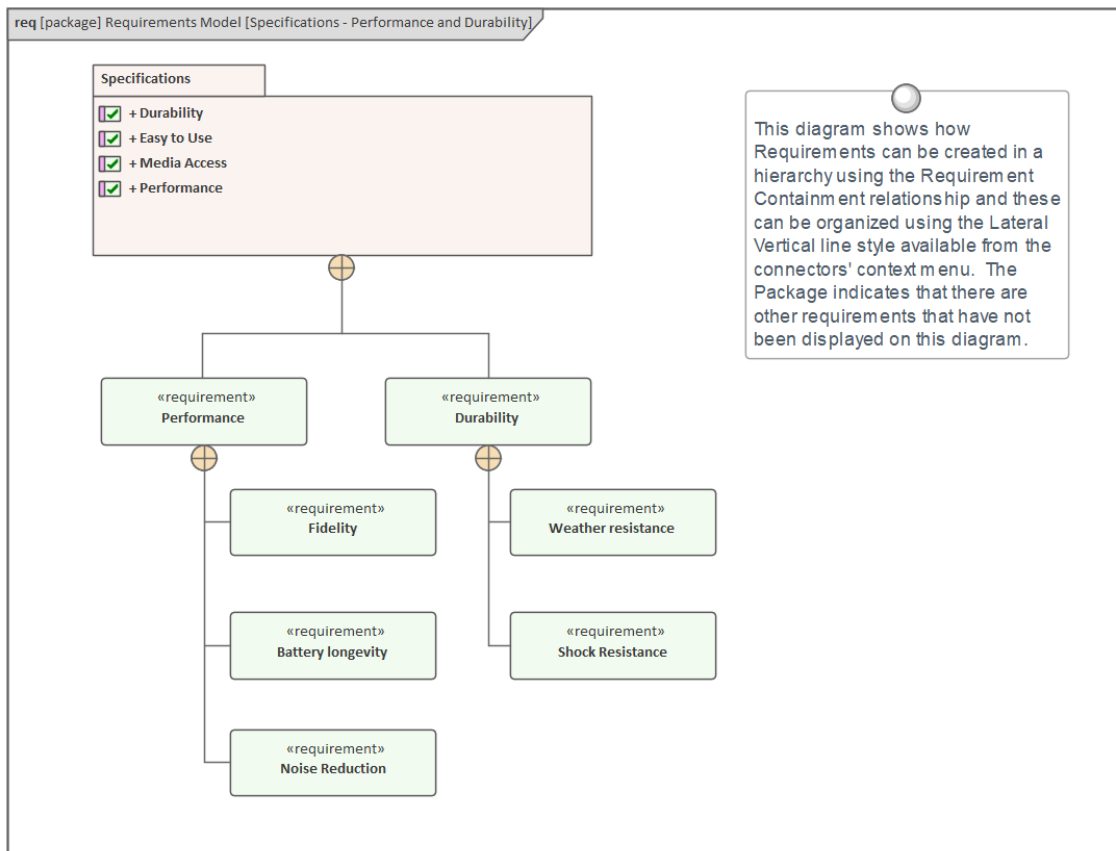 req [package] Requirements Model [Specifications - Performance and Durability]
Specifications
+ Durability
+ Easy to Use
+ Media Access
+ Performance
This diagram shows how
Requirements can be created in a
hierarchy using the Requirement
Containment relationship and these
can be organized using the Lateral
Vertical line style available from the
connectors' context menu. The
Package indicates that there are
other requirements that have not
been displayed on this diagram.
«requirement»
Performance
«requirement»
Durability
«requirement»
Fidelity
«requirement»
Weather resistance
«requirement»
Battery longevity
«requirement»
Shock Resistance
«requirement»
Noise Reduction